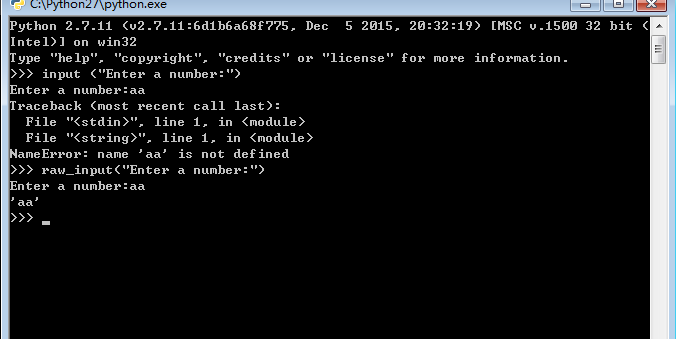 C:\Python27\python.exe
Python 2.7.11 (v2.7.11:6d1b6a68f775, Dec  5 2015, 20:32:19) [MSC v.1500 32 bit (
Intel)] on win32
Type "help", "copyright", "credits" or "license" for more information.
>>> input ("Enter a number:")
Enter a number:aa
Traceback (most recent call last):
  File "<stdin>", line 1, in <module>
  File "<string>", line 1, in <module>
NameError: name 'aa' is not defined
>>> raw_input("Enter a number:")
Enter a number:aa
'aa'
>>> _